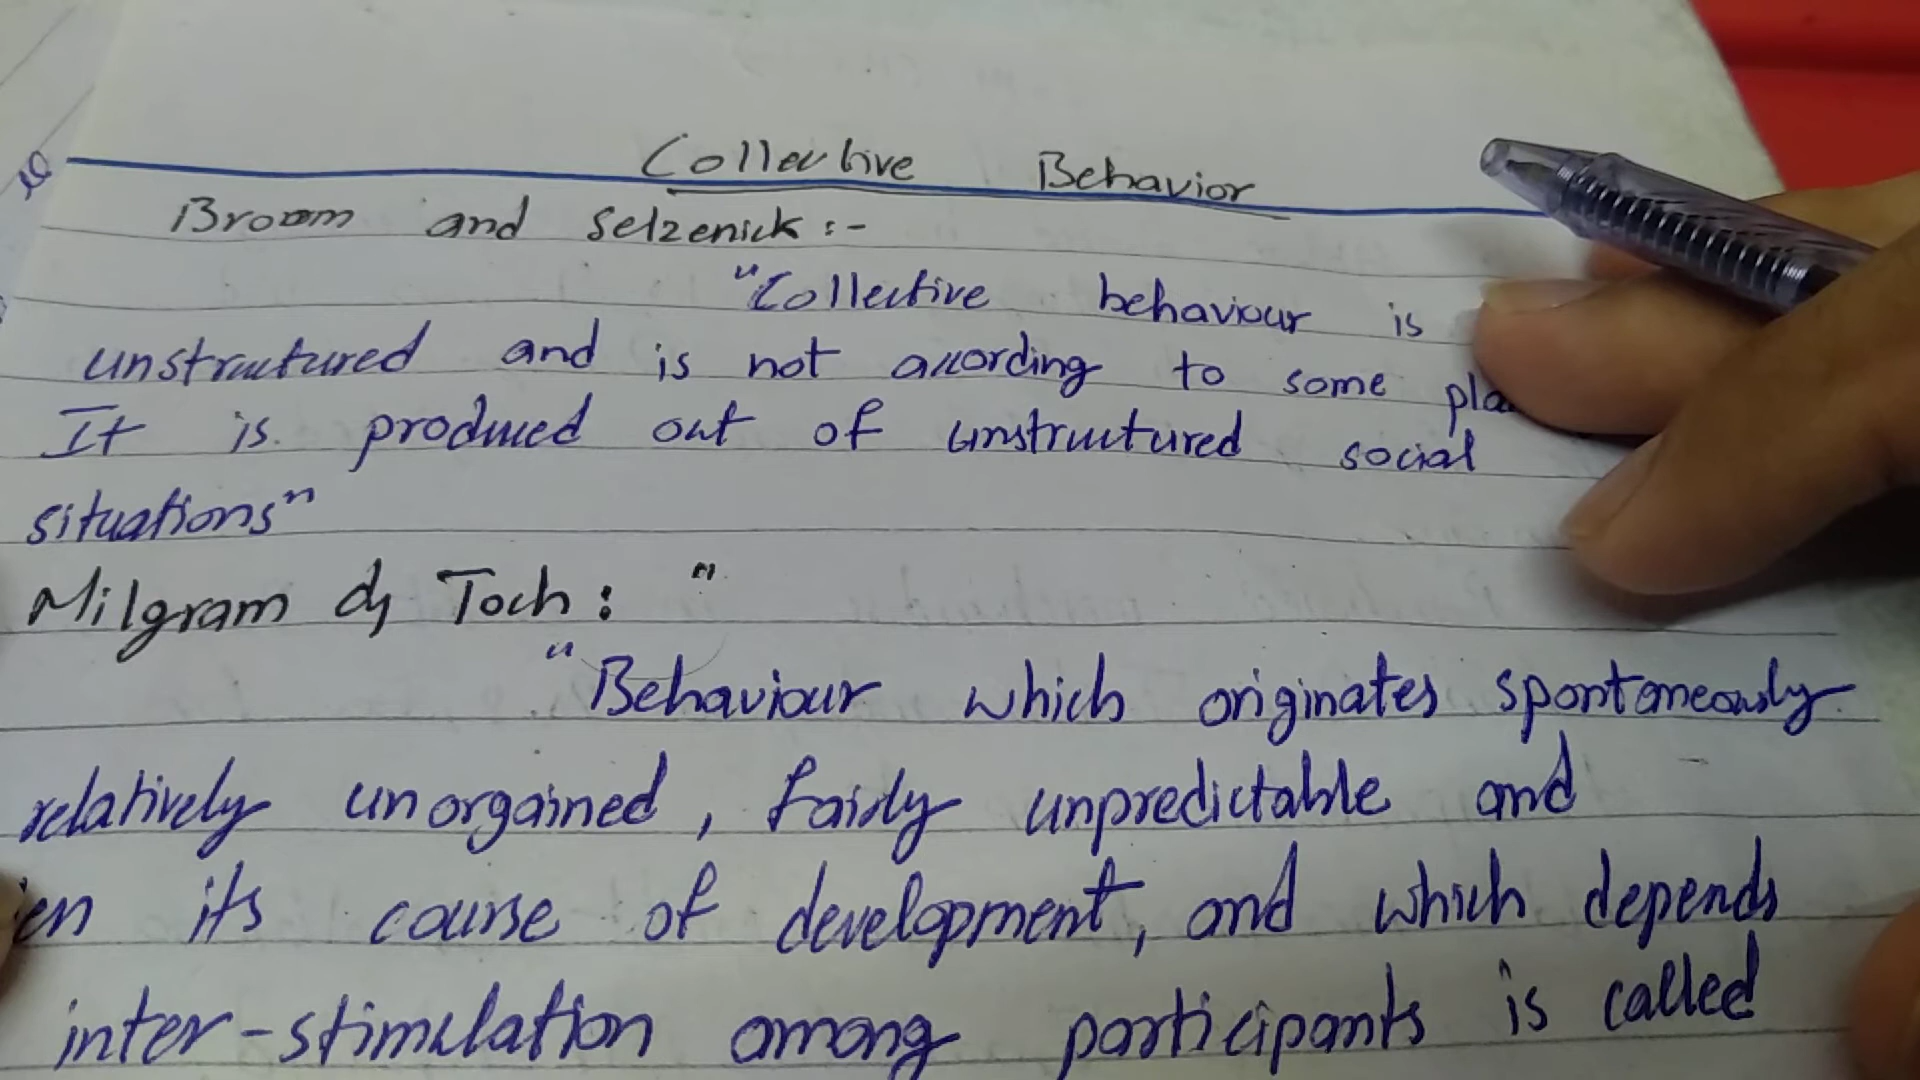 Collective Behavior
Broom and Selzenick :-
"Collective behaviour is
unstructured and is not according to some
It is produced out of unstructured social
situations"
Milgram & Toch : "
"Behaviour which originates spontaneously
relatively unorgained, fairly unpredictable and
its course of development, and which depends
inter-stimulation among participants is called